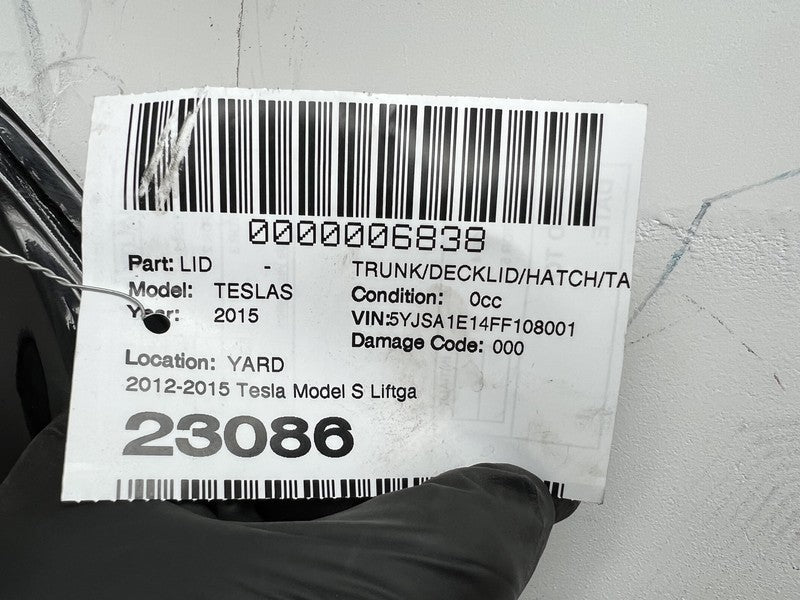 0000006838
Part: LID - TRUNK/DECKLID/HATCH/TA
Model: TESLAS Condition: 0cc
Year: 2015 VIN:5YJSA1E14FF108001
Damage Code: 000
Location: YARD
2012-2015 Tesla Model S Liftga
23086